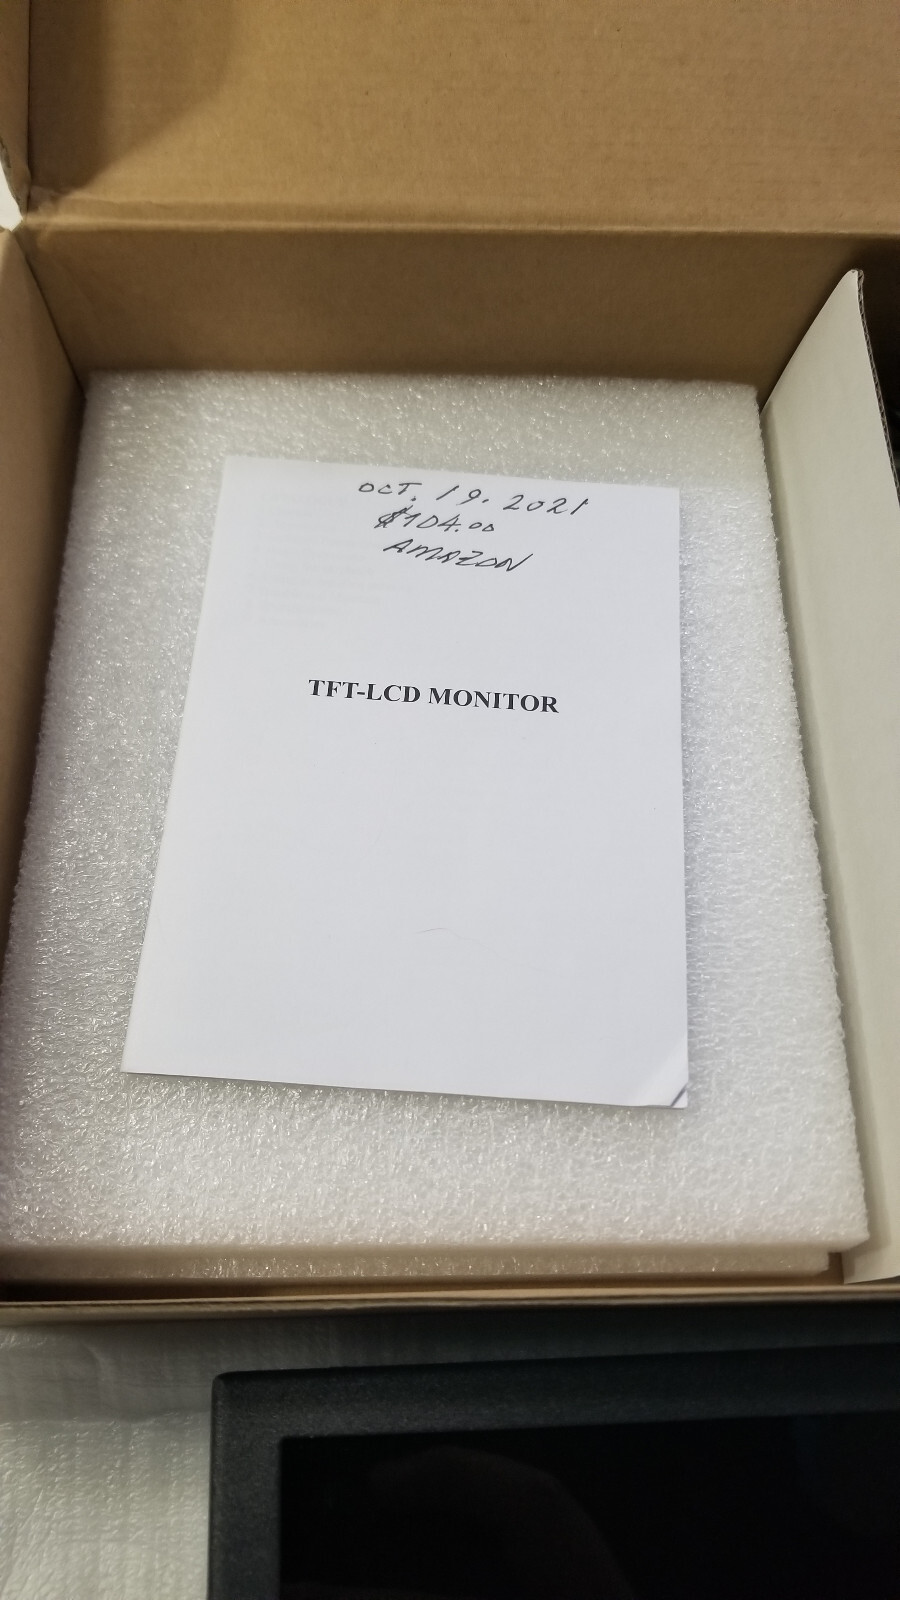 OCT. 19. 2021
$104.00
AMAZON
TFT-LCD MONITOR